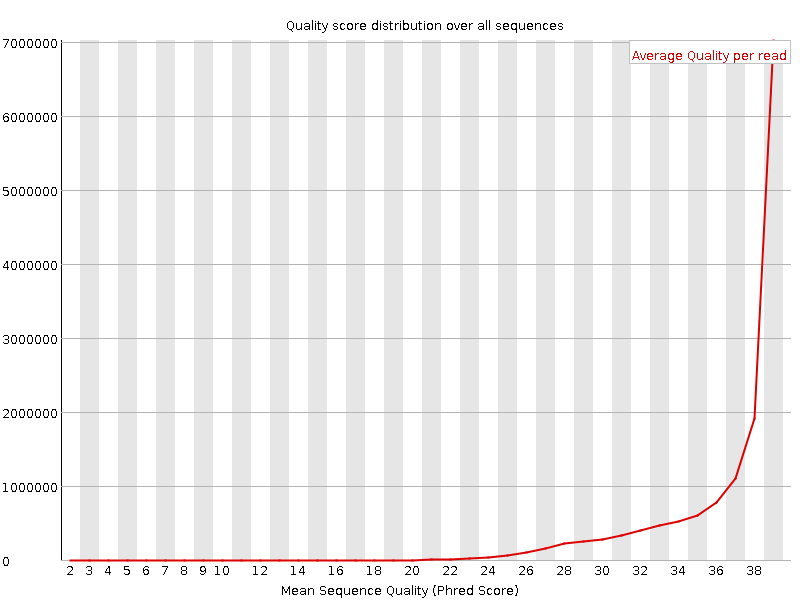 Quality score distribution over all sequences
Average Quality per read
7000000
6000000
5000000
4000000
3000000
2000000
1000000
0
2 3 4 5 6 7 8 9 10 12 14 16 18 20 22 24 26 28 30 32 34 36 38
Mean Sequence Quality (Phred Score)